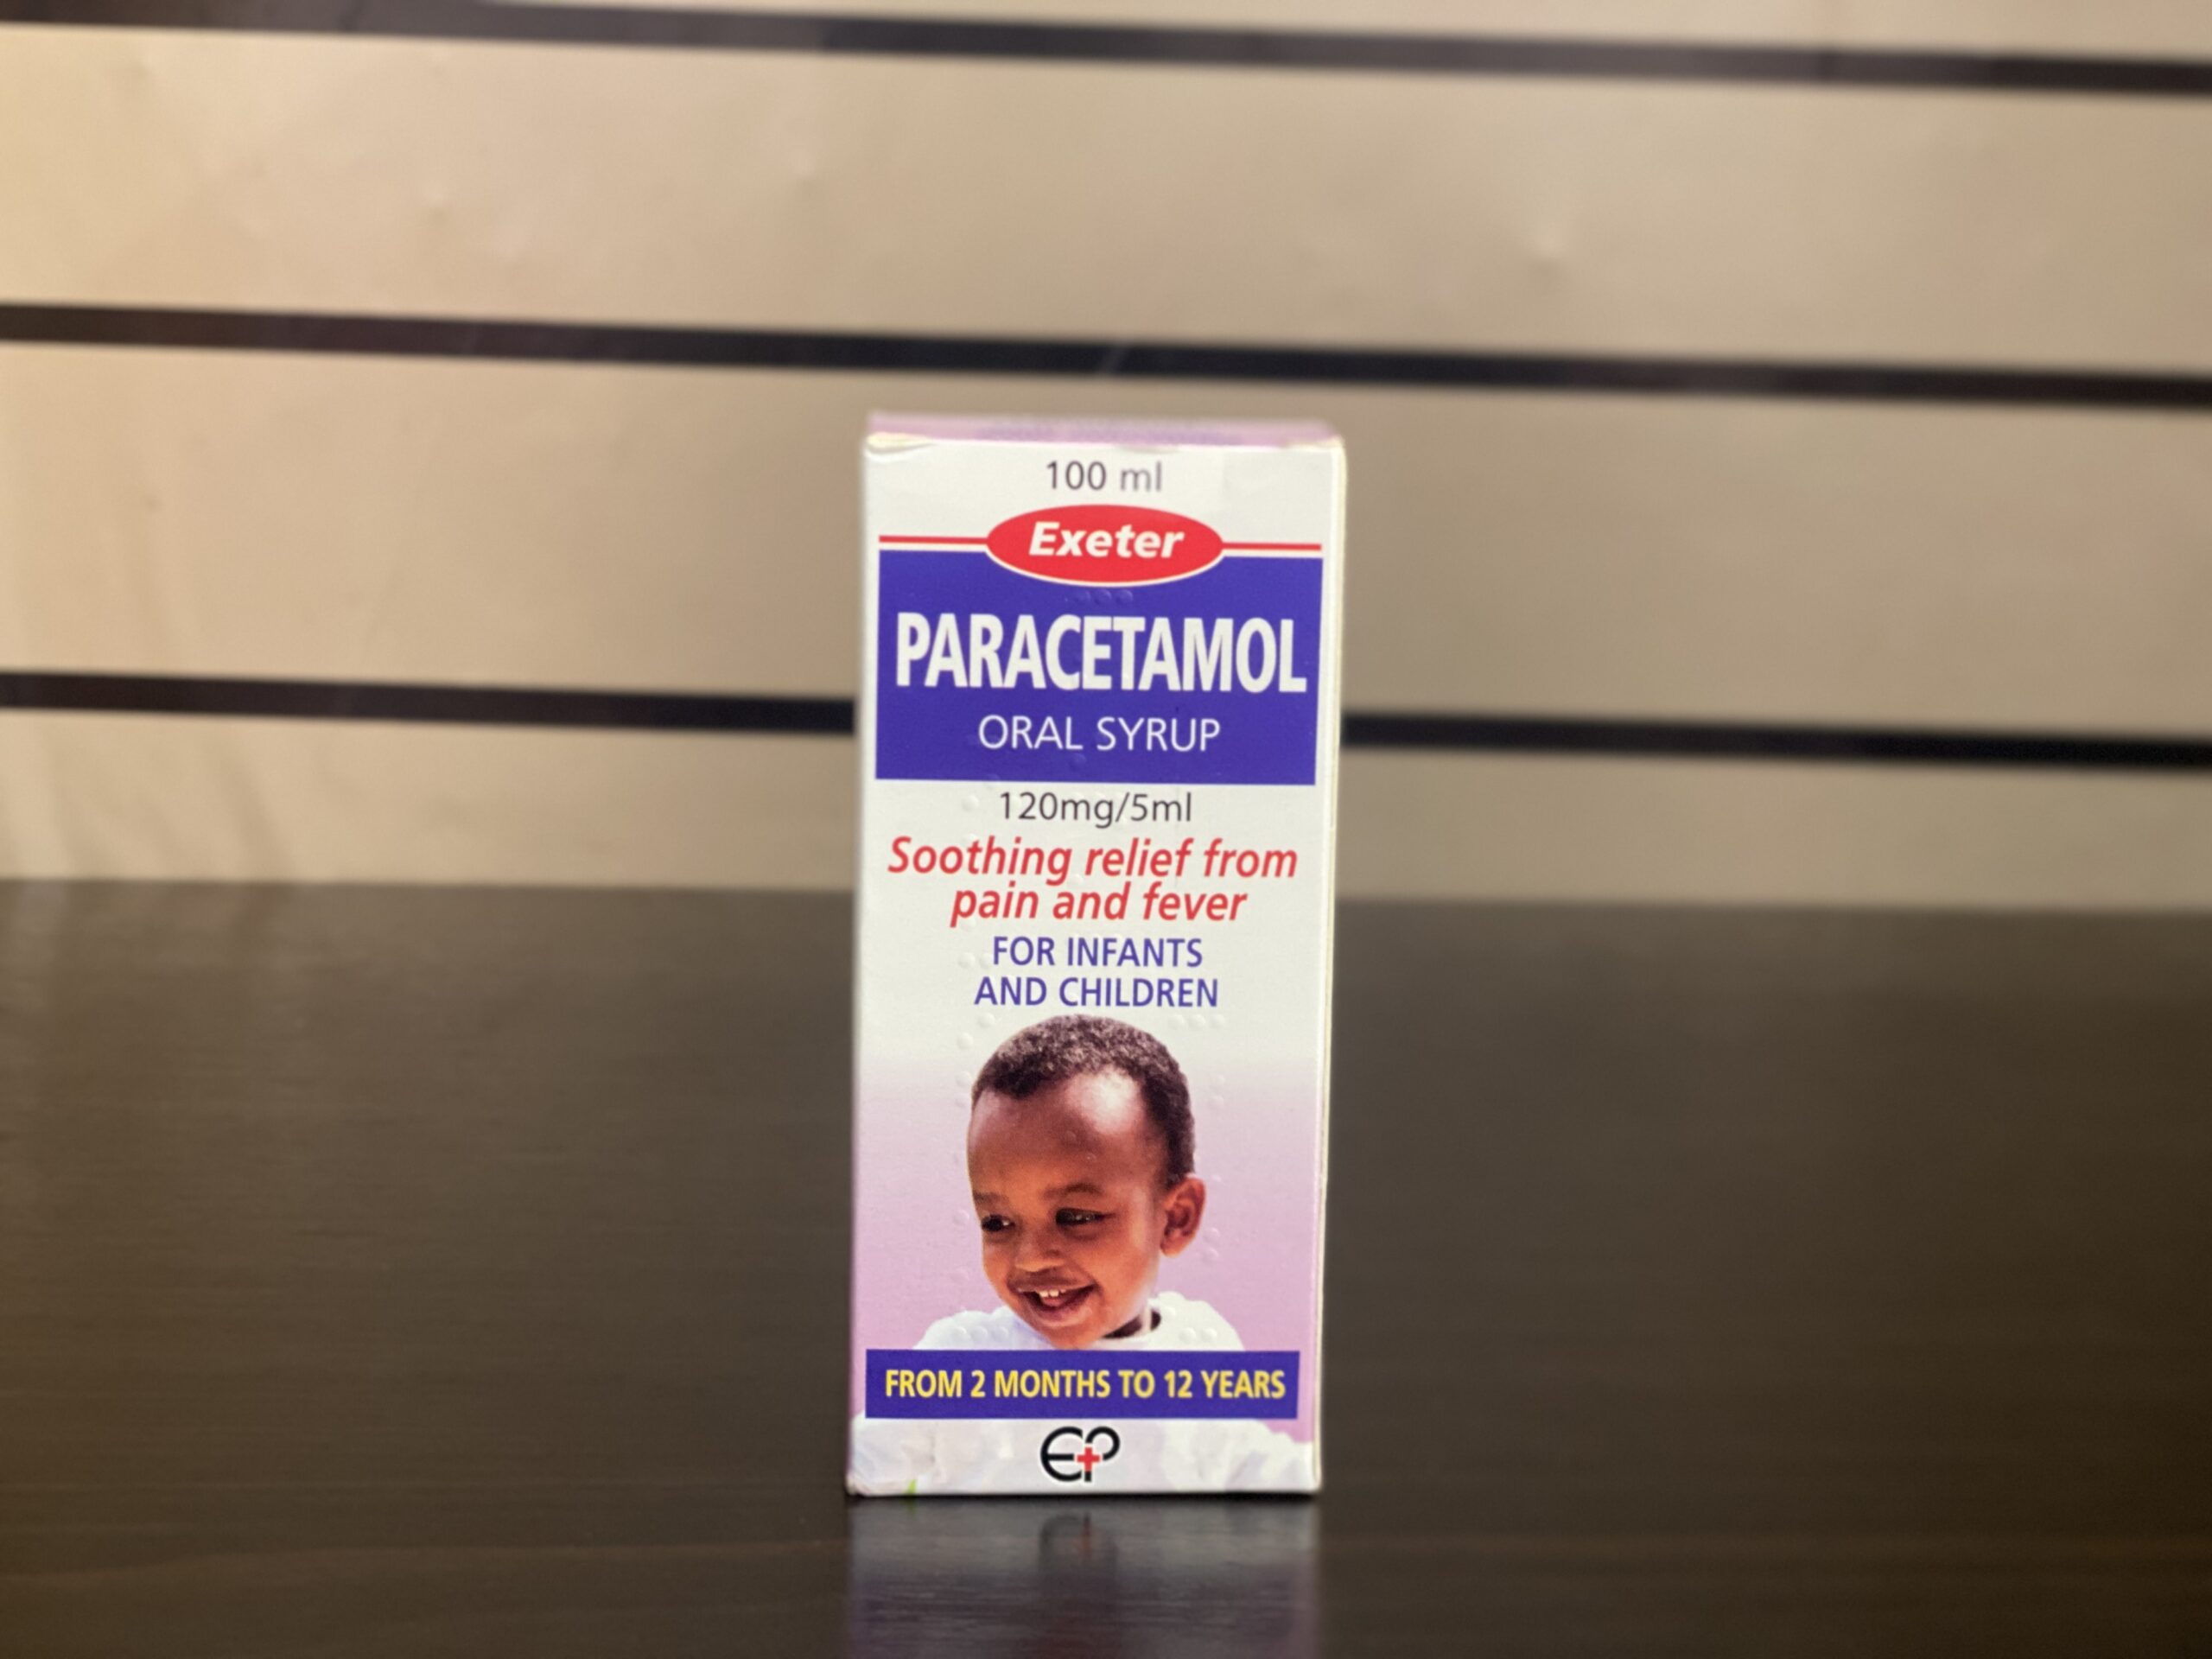 100 ml
Exeter
PARACETAMOL
ORAL SYRUP
120mg/5ml
Soothing relief from
pain and fever
FOR INFANTS
AND CHILDREN
FROM 2 MONTHS TO 12 YEARS
EP